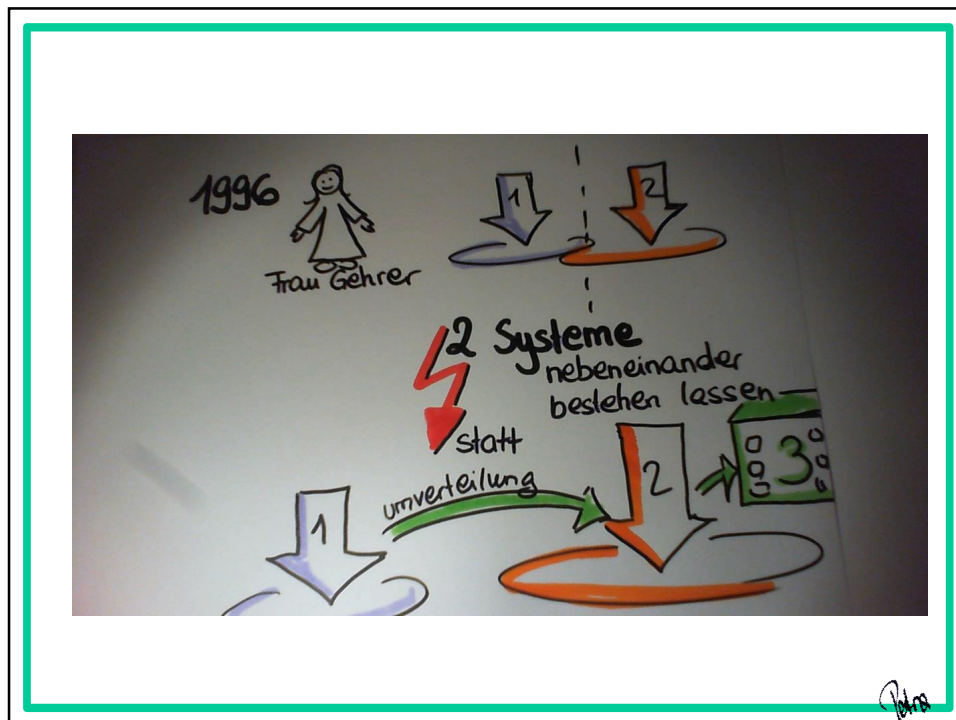 1996
Frau Gehrer
1
2
2 Systeme
nebeneinander
bestehen lassen
statt
umverteilung
1
2
3
Petra